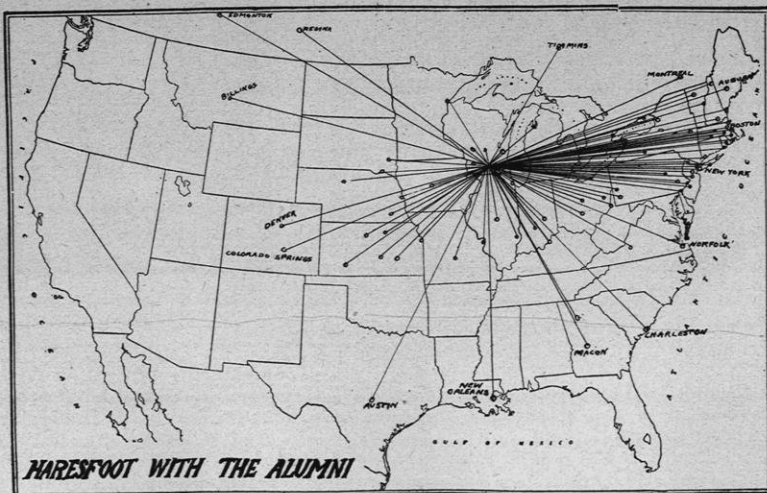 EDMONTON
REGINA
TIMMINS
MONTREAL
AUBURN
BILLINGS
BOSTON
NEW YORK
DENVER
NORFOLK
COLORADO SPRINGS
CHARLESTON
MACON
NEW
ORLEANS
AUSTIN
GULF OF MEXICO
HARESFOOT WITH THE ALUMNI